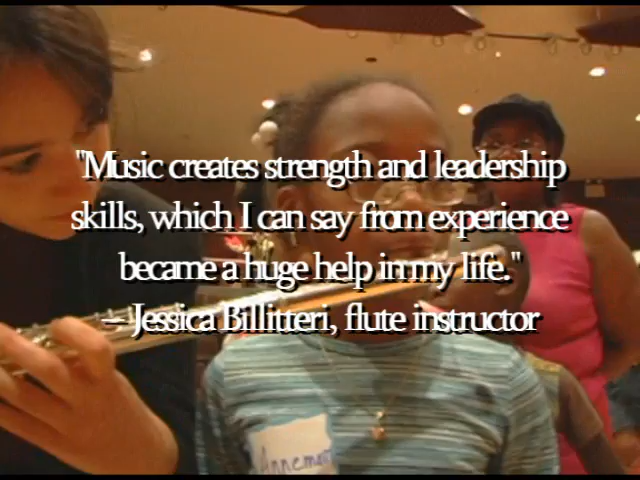 "Music creates strength and leadership
skills, which I can say from experience
became a huge help in my life."
– Jessica Billitteri, flute instructor